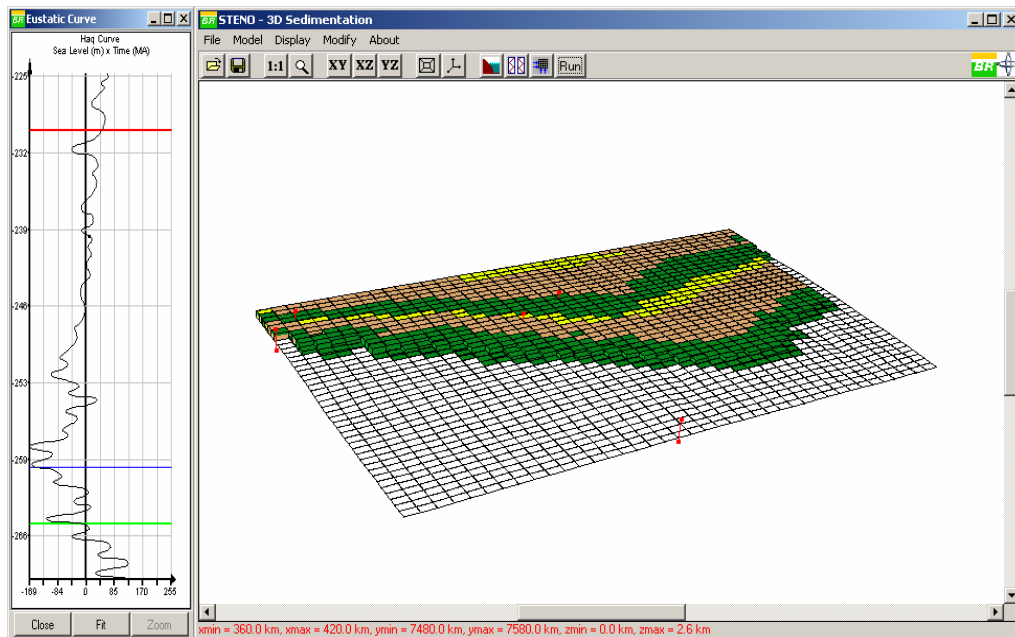 BR Eustatic Curve
Haq Curve
Sea Level (m) x Time (MA)
-225
-232
-239
-246
-253
-259
-266
-169 -84 0 85 170 255
Close Fit Zoom
BR STENO - 3D Sedimentation
File Model Display Modify About
1:1 XY XZ YZ Run
BR
xmin = 360.0 km, xmax = 420.0 km, ymin = 7480.0 km, ymax = 7580.0 km, zmin = 0.0 km, zmax = 2.6 km